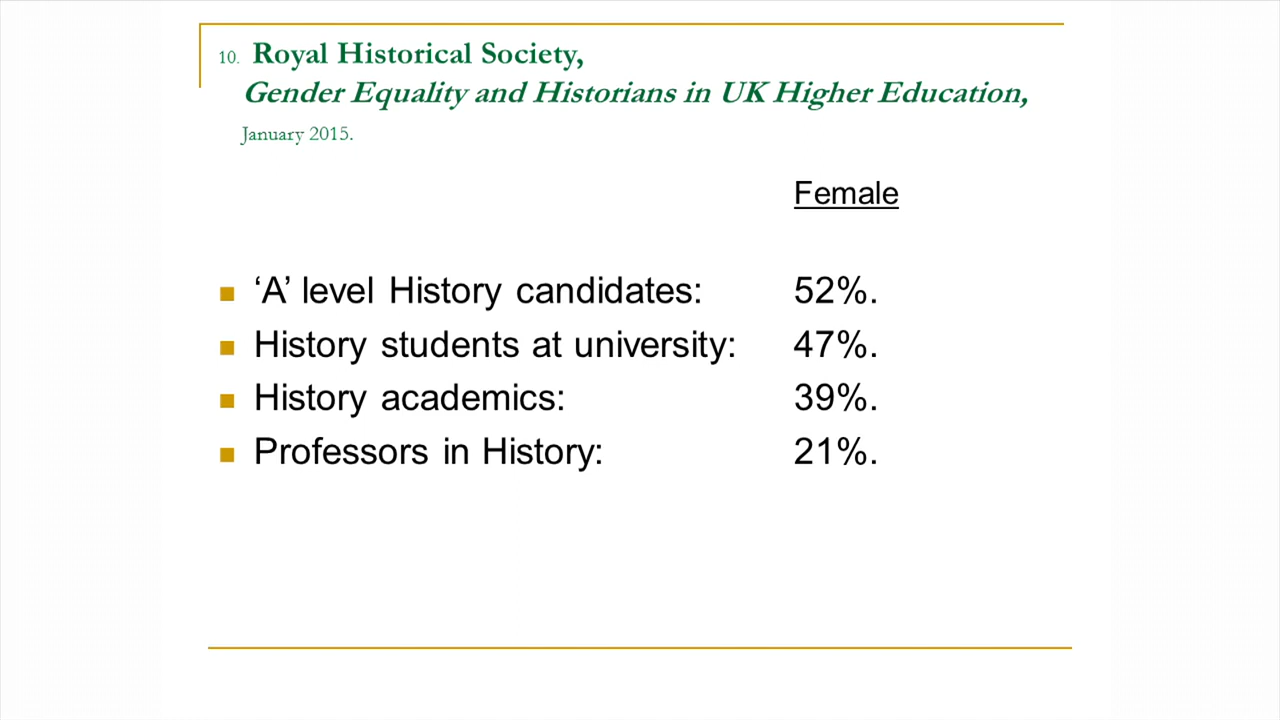 10. Royal Historical Society,
Gender Equality and Historians in UK Higher Education,
January 2015.
Female
‘A’ level History candidates: 52%.
History students at university: 47%.
History academics: 39%.
Professors in History: 21%.